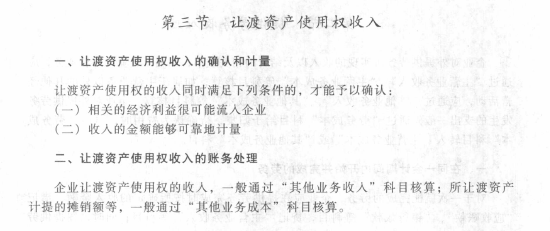 第三节 让渡资产使用权收入
一、让渡资产使用权收入的确认和计量
让渡资产使用权的收入同时满足下列条件的，才能予以确认：
（一）相关的经济利益很可能流入企业
（二）收入的金额能够可靠地计量
二、让渡资产使用权收入的账务处理
企业让渡资产使用权的收入，一般通过“其他业务收入”科目核算；所让渡资产
计提的摊销额等，一般通过“其他业务成本”科目核算。